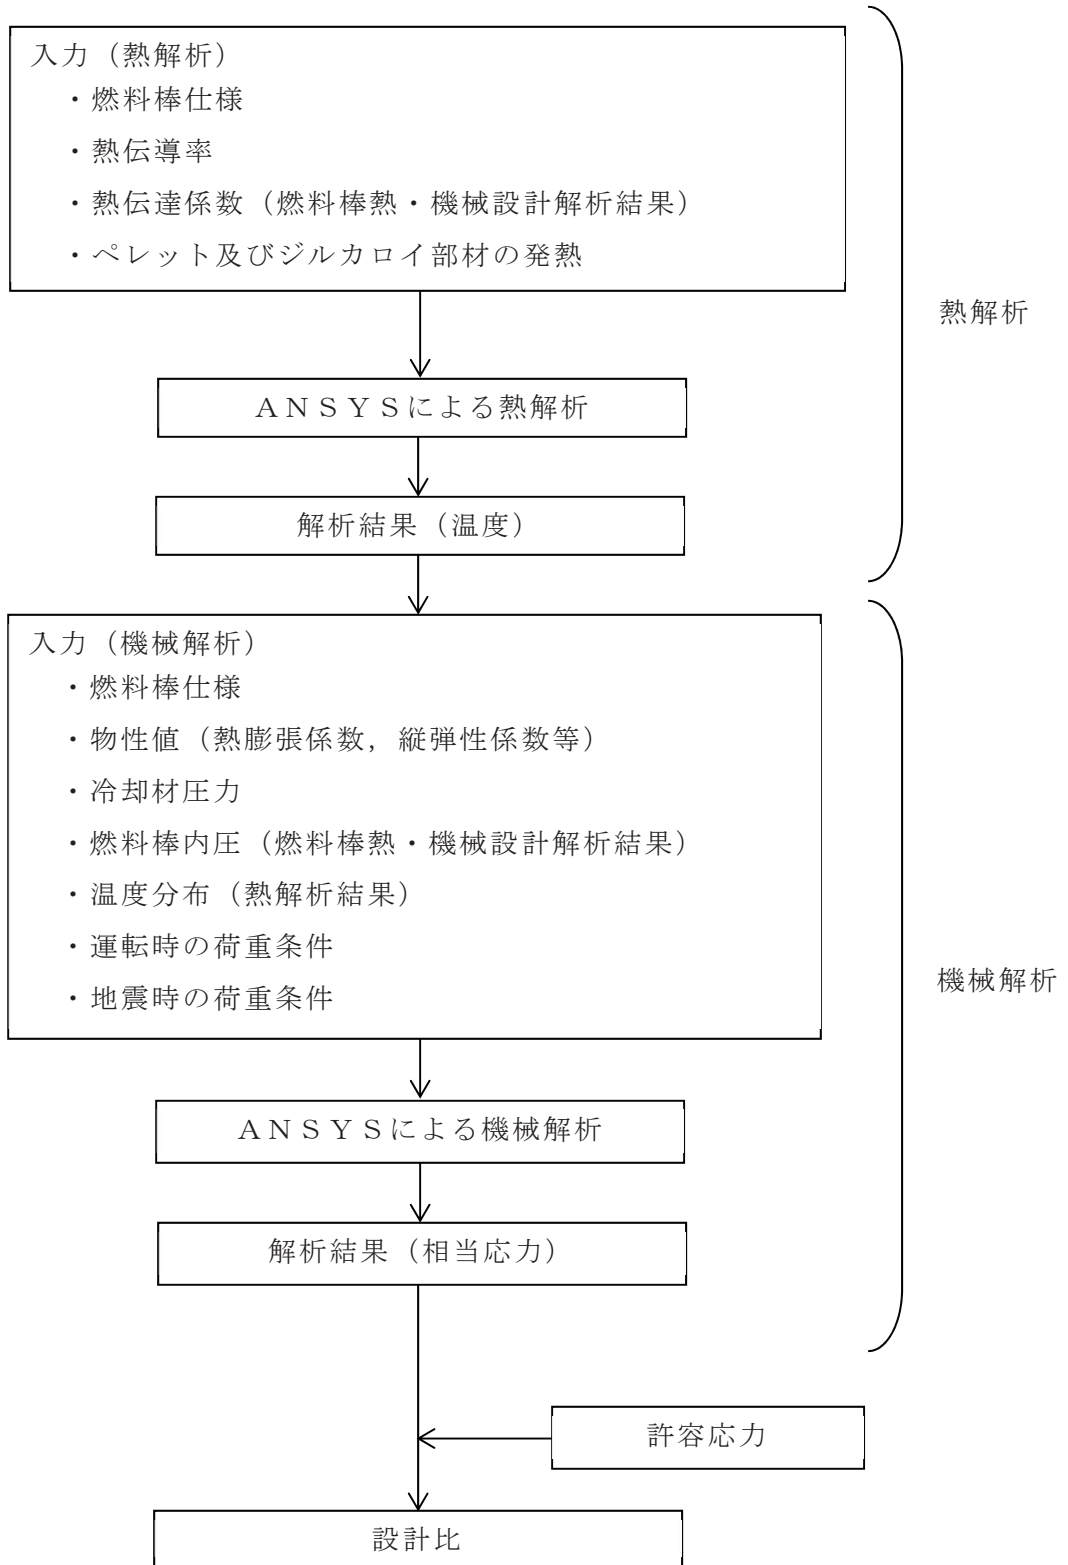 入力（熱解析）
・燃料棒仕様
・熱伝導率
・熱伝達係数（燃料棒熱・機械設計解析結果）
・ペレット及びジルカロイ部材の発熱
熱解析
ＡＮＳＹＳによる熱解析
解析結果（温度）
入力（機械解析）
・燃料棒仕様
・物性値（熱膨張係数，縦弾性係数等）
・冷却材圧力
・燃料棒内圧（燃料棒熱・機械設計解析結果）
・温度分布（熱解析結果）
・運転時の荷重条件
・地震時の荷重条件
機械解析
ＡＮＳＹＳによる機械解析
解析結果（相当応力）
許容応力
設計比